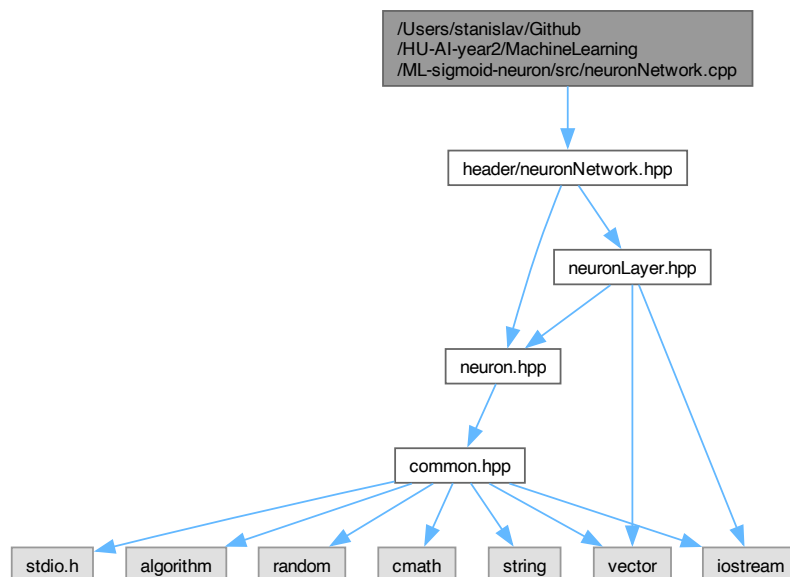 /Users/stanislav/Github
/HU-AI-year2/MachineLearning
/ML-sigmoid-neuron/src/neuronNetwork.cpp
header/neuronNetwork.hpp
neuronLayer.hpp
neuron.hpp
common.hpp
stdio.h
algorithm
random
cmath
string
vector
iostream